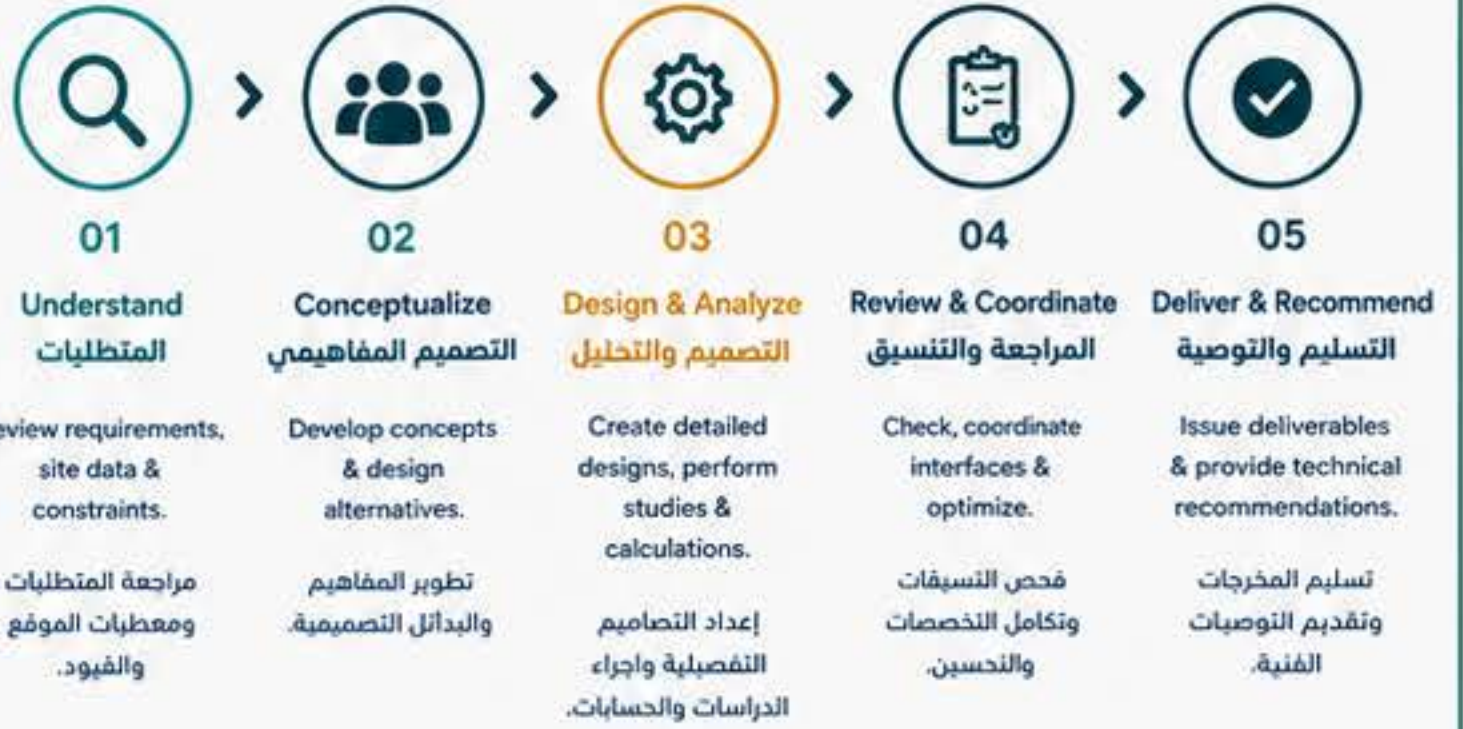 01
Understand
المتطلبات
eview requirements,
site data &
constraints.
مراجعة المتطلبات
ومعطيات الموقع
والقيود.
02
Conceptualize
التصميم المفاهيمي
Develop concepts
& design
alternatives.
تطوير المفاهيم
والبدائل التصميمية.
03
Design & Analyze
التصميم والتحليل
Create detailed
designs, perform
studies &
calculations.
إعداد التصاميم
التفصيلية واجراء
الدراسات والحسابات.
04
Review & Coordinate
المراجعة والتنسيق
Check, coordinate
interfaces &
optimize.
فحص التسيقات
وتكامل التخصصات
والتحسين.
05
Deliver & Recommend
التسليم والتوصية
Issue deliverables
& provide technical
recommendations.
تسليم المخرجات
وتقديم التوصيات
الفنية.